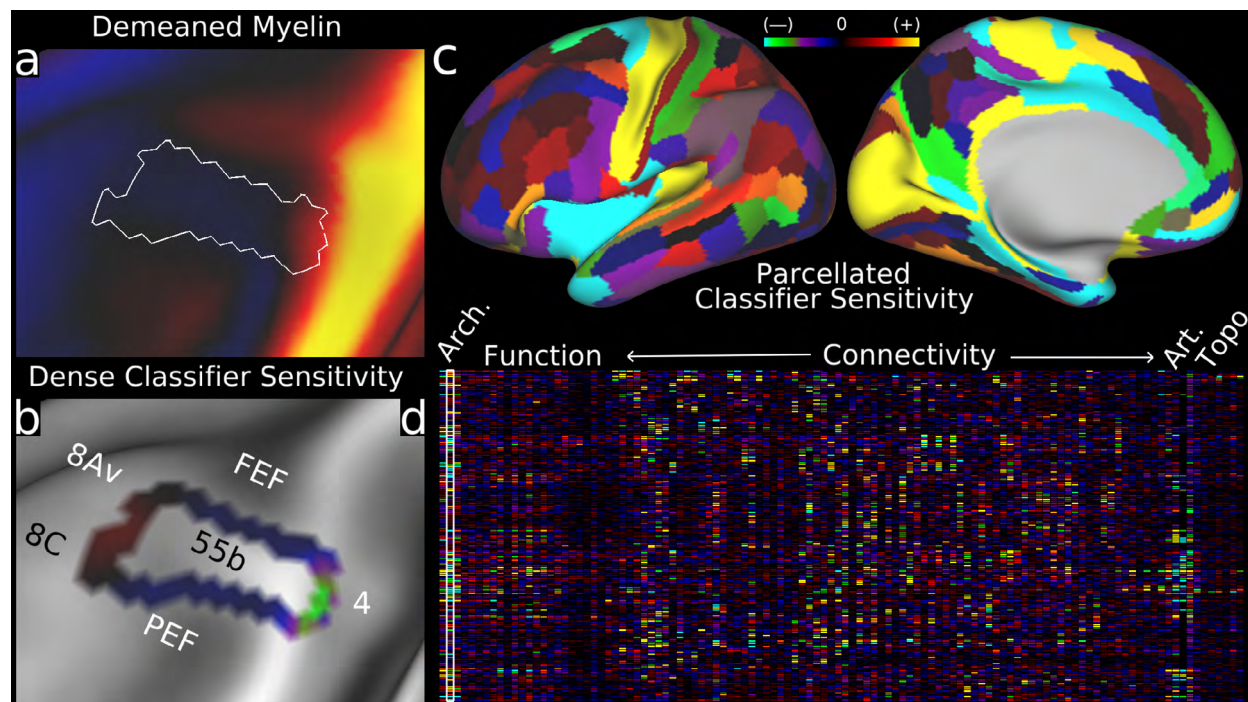 Demeaned Myelin
a
c
(—) 0 (+)
Parcellated
Classifier Sensitivity
Dense Classifier Sensitivity
b
8Av
FEF
8C
55b
4
PEF
d
Arch.
Function
Connectivity
Art.
Topo